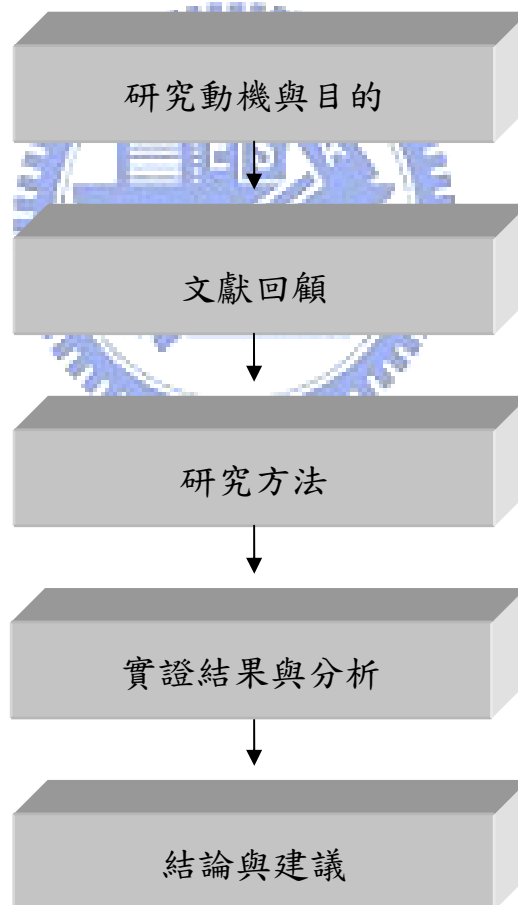 研究動機與目的
文獻回顧
研究方法
實證結果與分析
結論與建議